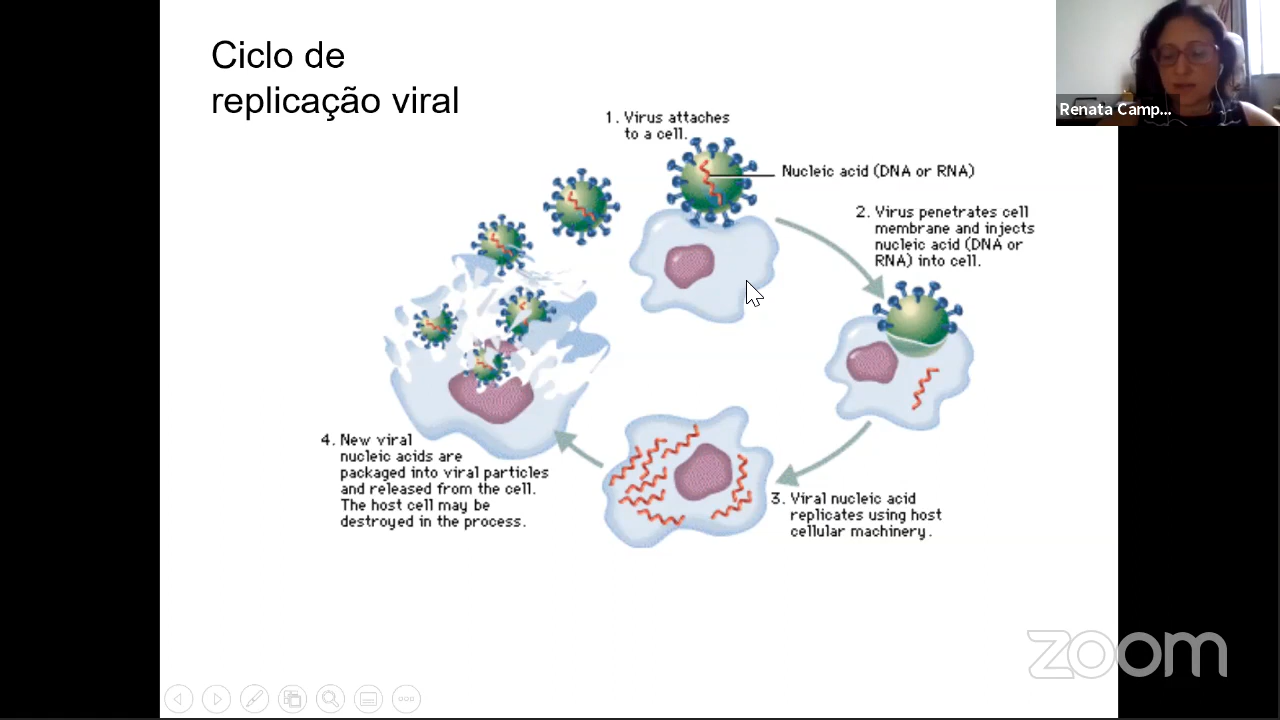 Ciclo de
replicação viral
Renata Camp...
1. Virus attaches
to a cell.
Nucleic acid (DNA or RNA)
2. Virus penetrates cell
membrane and injects
nucleic acid (DNA or
RNA) into cell.
3. Viral nucleic acid
replicates using host
cellular machinery.
4. New viral
nucleic acids are
packaged into viral particles
and released from the cell.
The host cell may be
destroyed in the process.
zoom